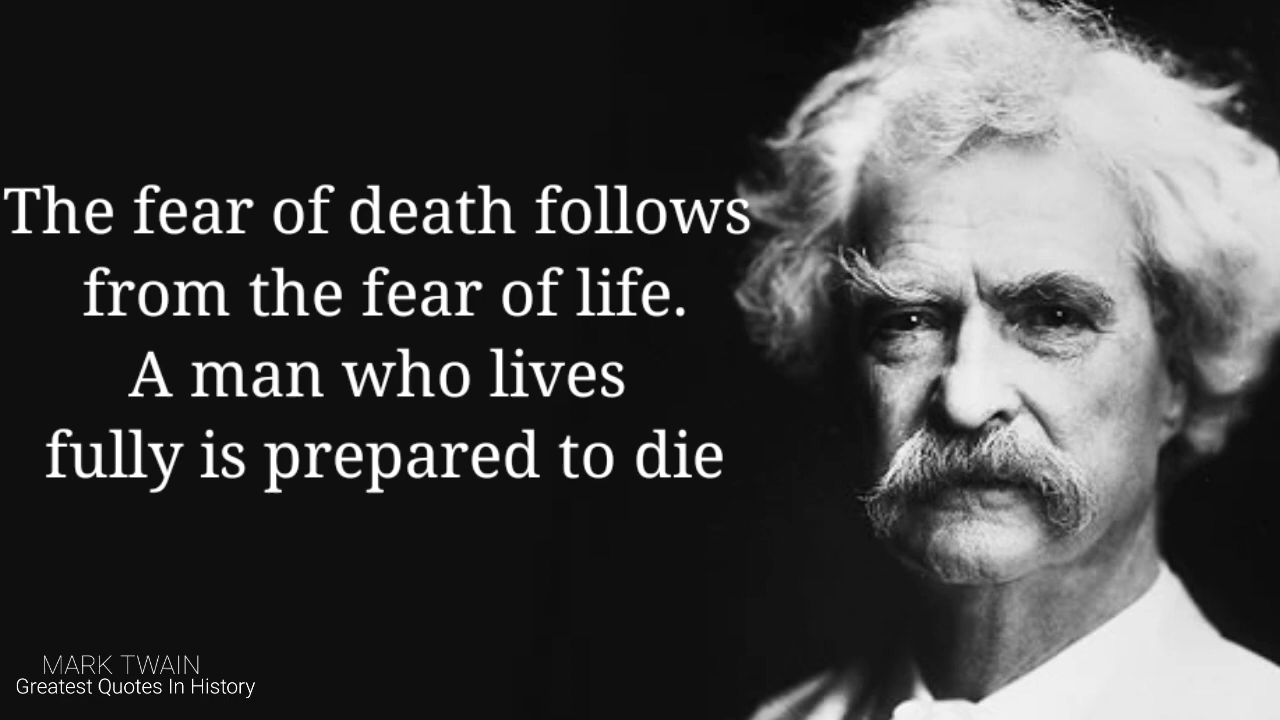 The fear of death follows
from the fear of life.
A man who lives
fully is prepared to die
MARK TWAIN
Greatest Quotes In History